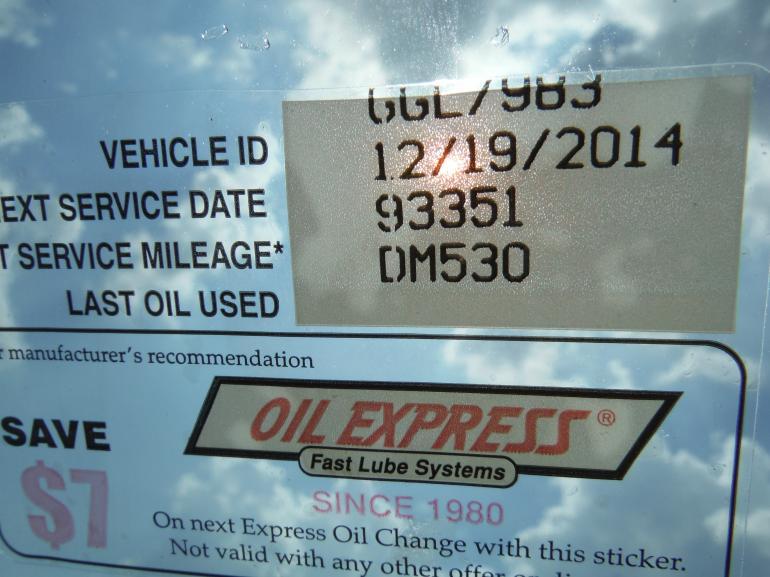 GGL7983
VEHICLE ID 12/19/2014
EXT SERVICE DATE 93351
T SERVICE MILEAGE* DM530
LAST OIL USED
r manufacturer's recommendation
OIL EXPRESS®
SAVE
Fast Lube Systems
$7
SINCE 1980
On next Express Oil Change with this sticker.
Not valid with any other offer